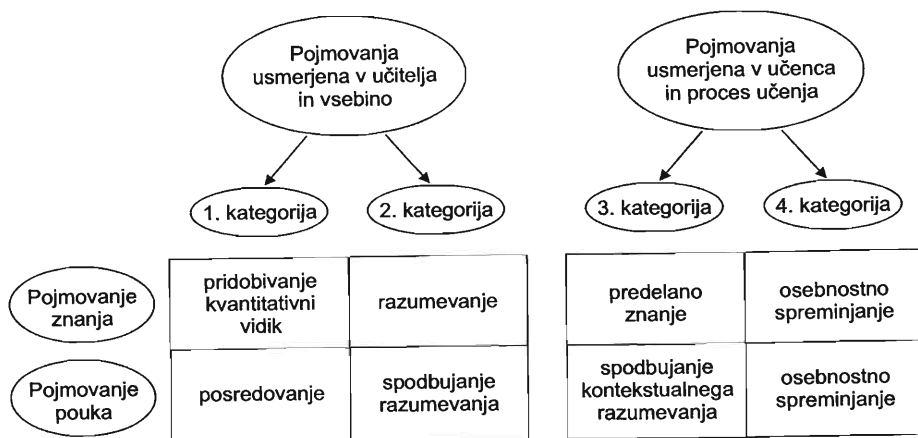 Pojmovanja
usmerjena v učitelja
in vsebino
Pojmovanja
usmerjena v učenca
in proces učenja
1. kategorija
2. kategorija
3. kategorija
4. kategorija
Pojmovanje
znanja
pridobivanje
kvantitativni
vidik
razumevanje
predelano
znanje
osebnostno
spreminjanje
Pojmovanje
pouka
posredovanje
spodbujanje
razumevanja
spodbujanje
kontekstualnega
razumevanja
osebnostno
spreminjanje